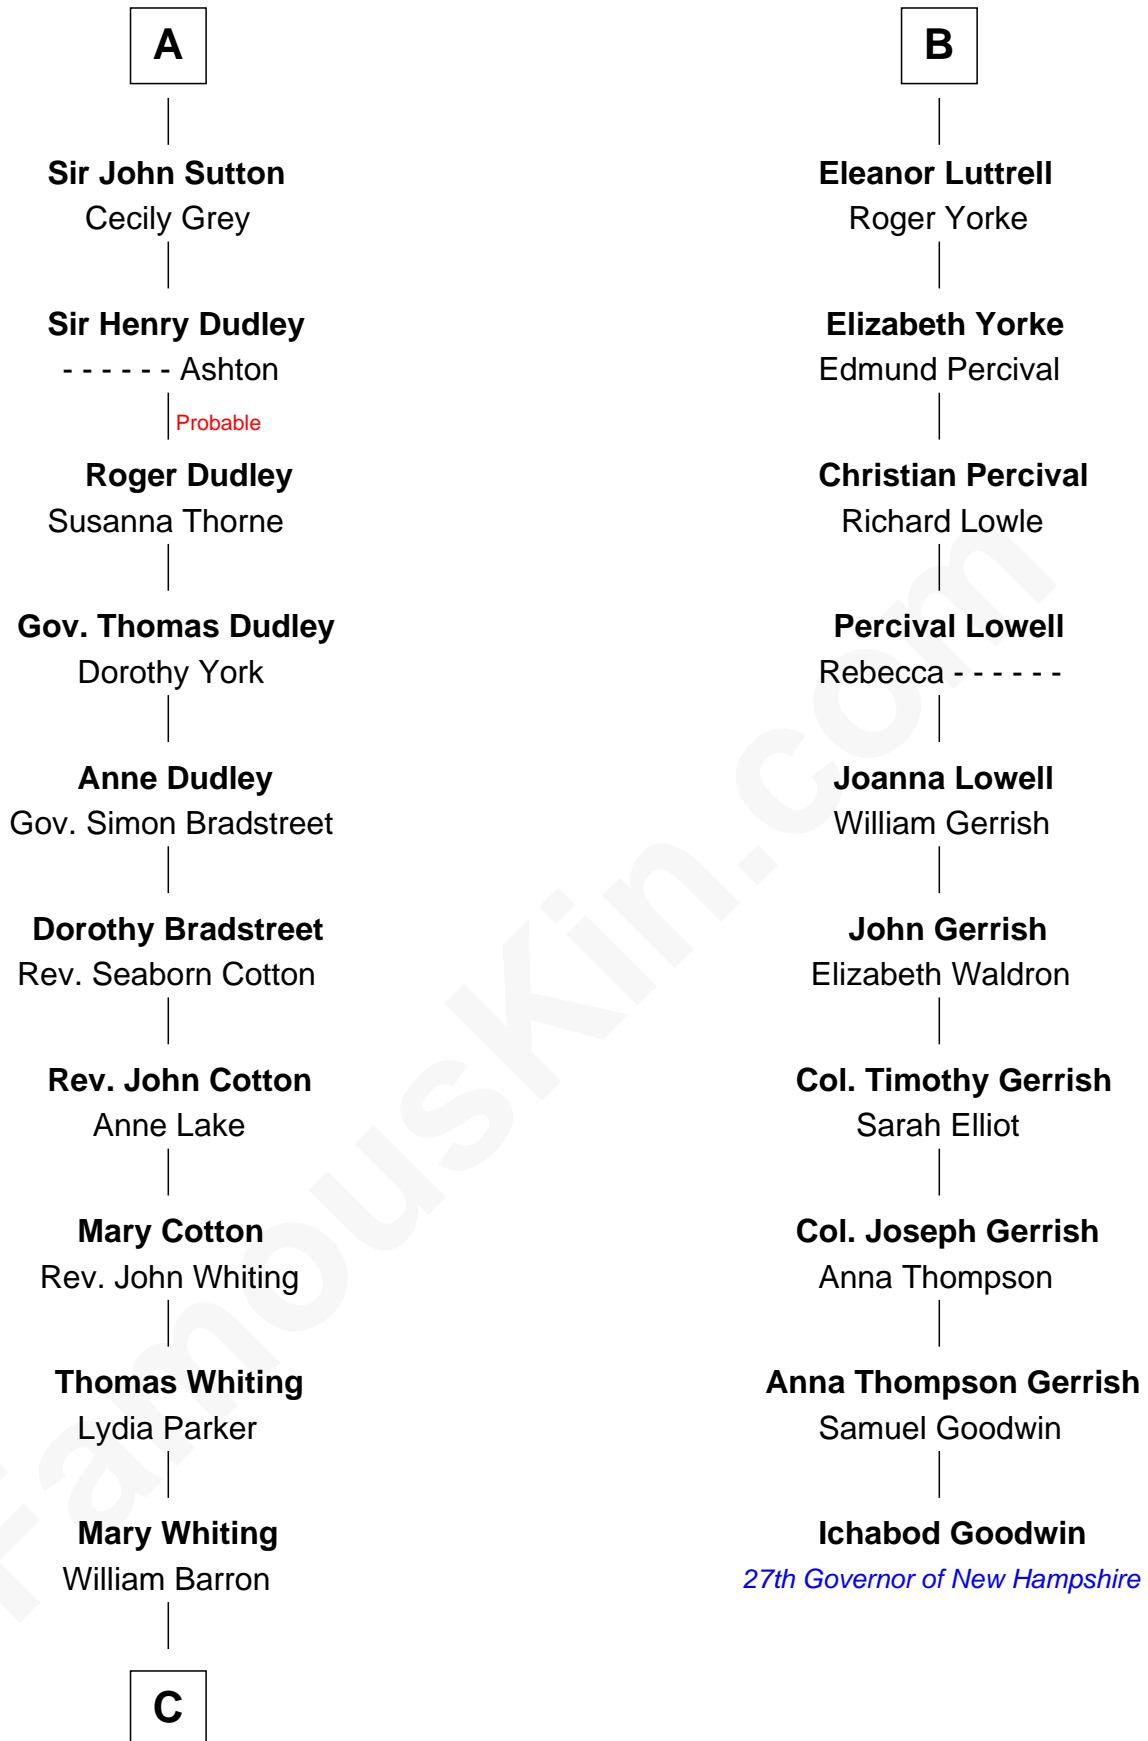 A
Sir John Sutton
Cecily Grey
Sir Henry Dudley
- - - - - - Ashton
Probable
Roger Dudley
Susanna Thorne
Gov. Thomas Dudley
Dorothy York
Anne Dudley
Gov. Simon Bradstreet
Dorothy Bradstreet
Rev. Seaborn Cotton
Rev. John Cotton
Anne Lake
Mary Cotton
Rev. John Whiting
Thomas Whiting
Lydia Parker
Mary Whiting
William Barron
C
B
Eleanor Luttrell
Roger Yorke
Elizabeth Yorke
Edmund Percival
Christian Percival
Richard Lowle
Percival Lowell
Rebecca - - - - - -
Joanna Lowell
William Gerrish
John Gerrish
Elizabeth Waldron
Col. Timothy Gerrish
Sarah Elliot
Col. Joseph Gerrish
Anna Thompson
Anna Thompson Gerrish
Samuel Goodwin
Ichabod Goodwin
27th Governor of New Hampshire
FamousKin.com